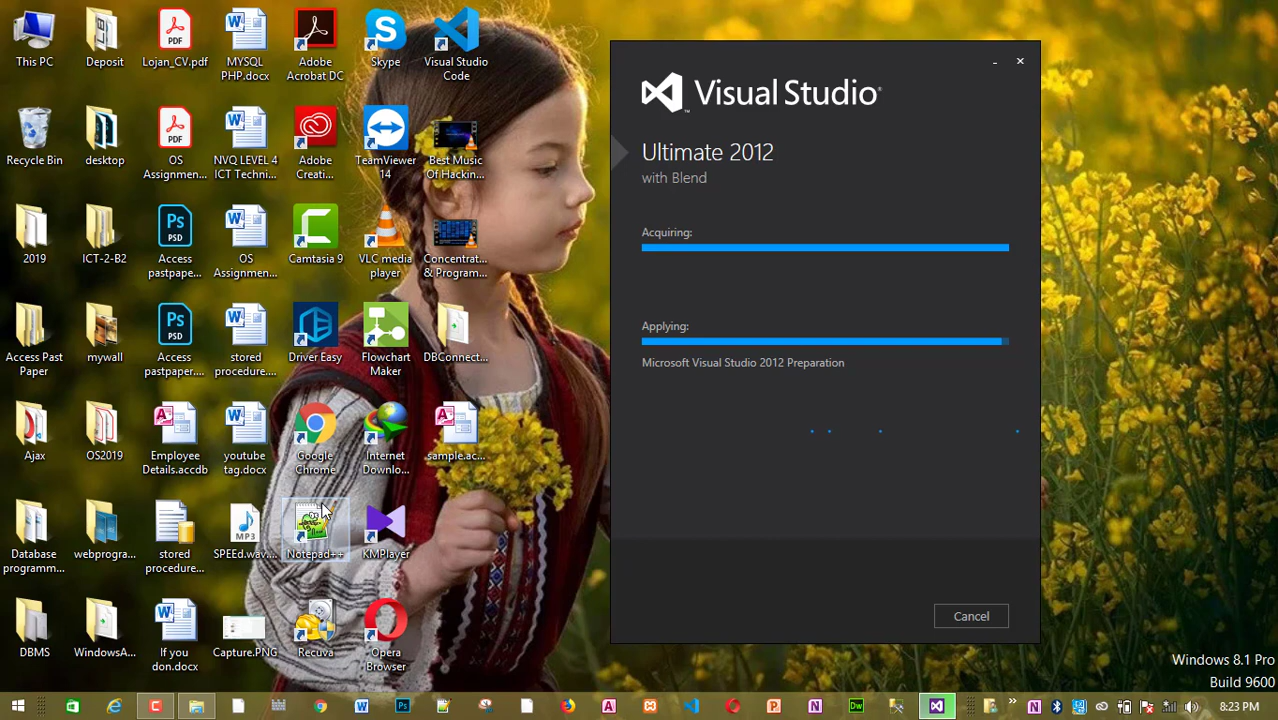 This PC
Deposit
Lojan_CV.pdf
MYSQL
PHP.docx
Adobe
Acrobat DC
Skype
Visual Studio
Code
Recycle Bin
desktop
OS
Assignmen...
NVQ LEVEL 4
ICT Techni...
Adobe
Creati...
TeamViewer
14
Best Music
Of Hackin...
2019
ICT-2-B2
Access
pastpape...
OS
Assignmen...
Camtasia 9
VLC media
player
Concentrat...
& Program...
Access Past
Paper
mywall
Access
pastpaper...
stored
procedure...
Driver Easy
Flowchart
Maker
DBConnect...
Ajax
OS2019
Employee
Details.accdb
youtube
tag.docx
Google
Chrome
Internet
Downlo...
sample.ac...
Database
programm...
webprogra...
stored
procedure...
SPEEd.wav....
Notepad++
KMPlayer
DBMS
WindowsA...
If you
don.docx
Capture.PNG
Recuva
Opera
Browser
Visual Studio
Ultimate 2012
with Blend
Acquiring:
Applying:
Microsoft Visual Studio 2012 Preparation
Cancel
Windows 8.1 Pro
Build 9600
8:23 PM